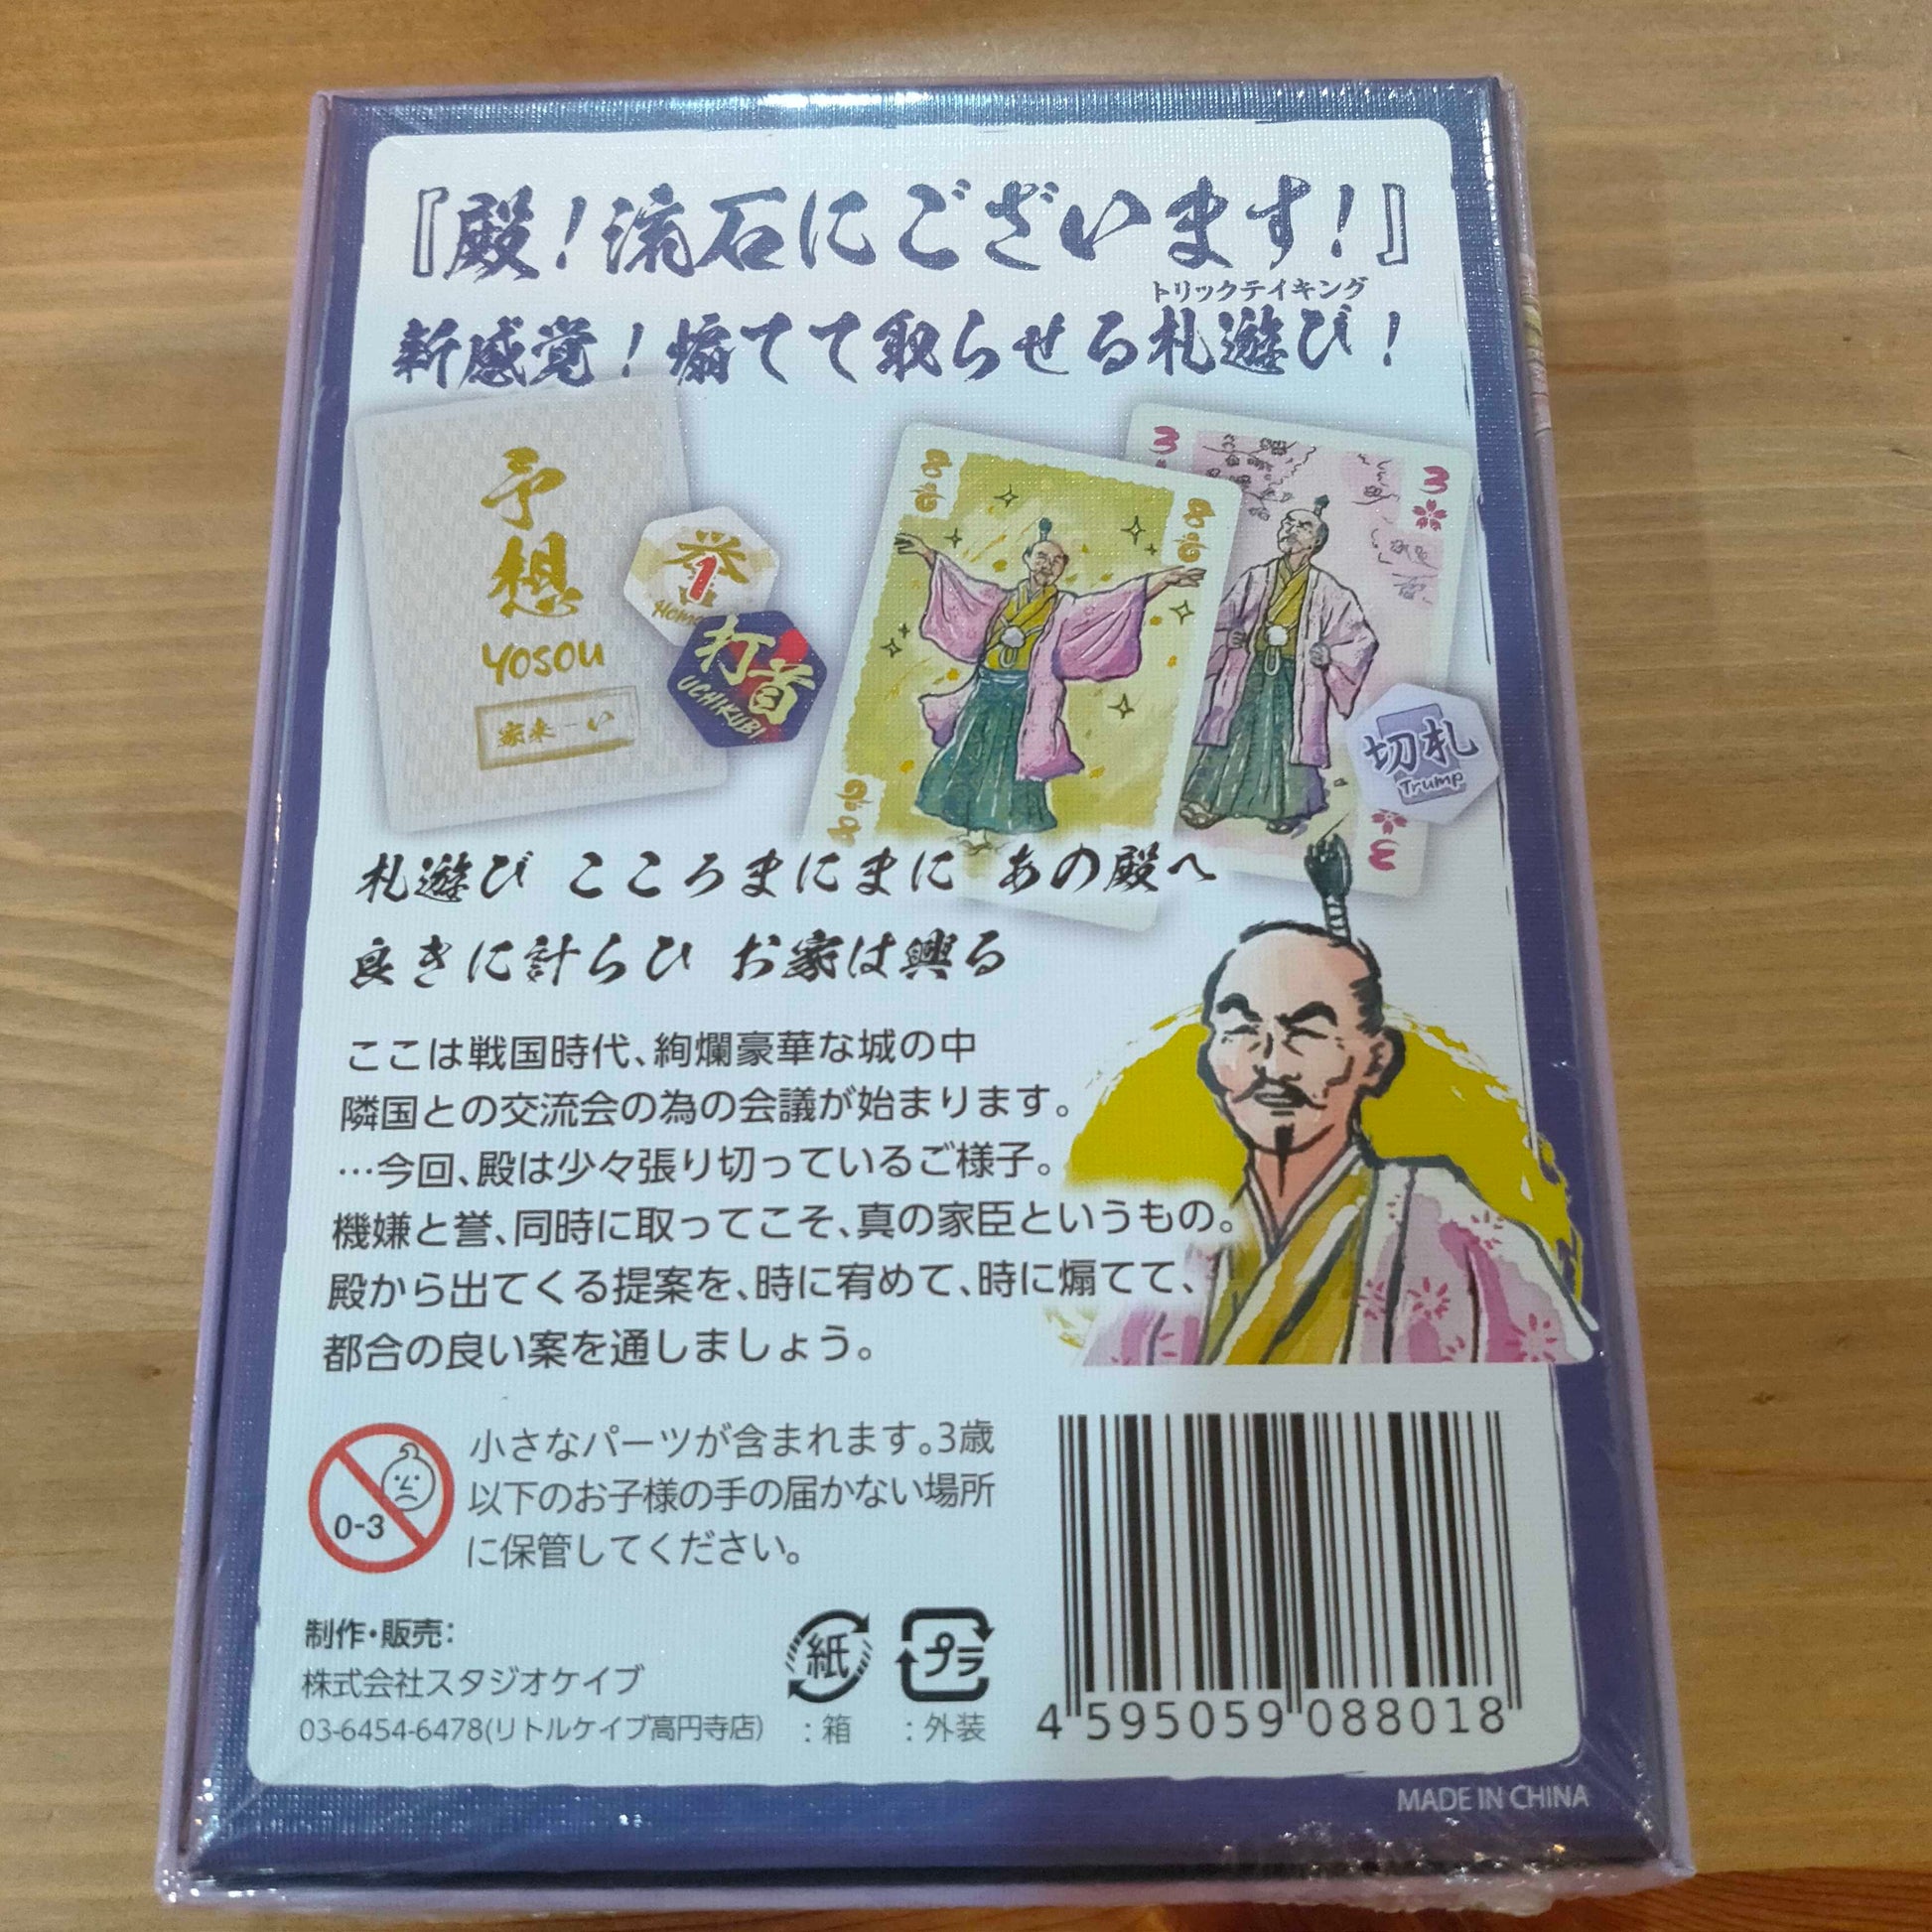 『殿!流石にございます!』
トリックテイキング
新感覚!煽てて取らせる札遊び!
予想
YOSOU
家来一い
誉
1
Home
打首
UCHIKUBI
8
8
8
3
3
3
切札
Trump
札遊び こころまにまに あの殿へ
良きに計らひ お家は興る
ここは戦国時代、絢爛豪華な城の中
隣国との交流会の為の会議が始まります。
…今回、殿は少々張り切っているご様子。
機嫌と誉、同時に取ってこそ、真の家臣というもの。
殿から出てくる提案を、時に宥めて、時に煽てて、
都合の良い案を通しましょう。
0-3
小さなパーツが含まれます。3歳
以下のお子様の手の届かない場所
に保管してください。
制作・販売:
株式会社スタジオケイブ
03-6454-6478(リトルケイブ高円寺店)
紙
:箱
プラ
:外装
4 595059 088018
MADE IN CHINA